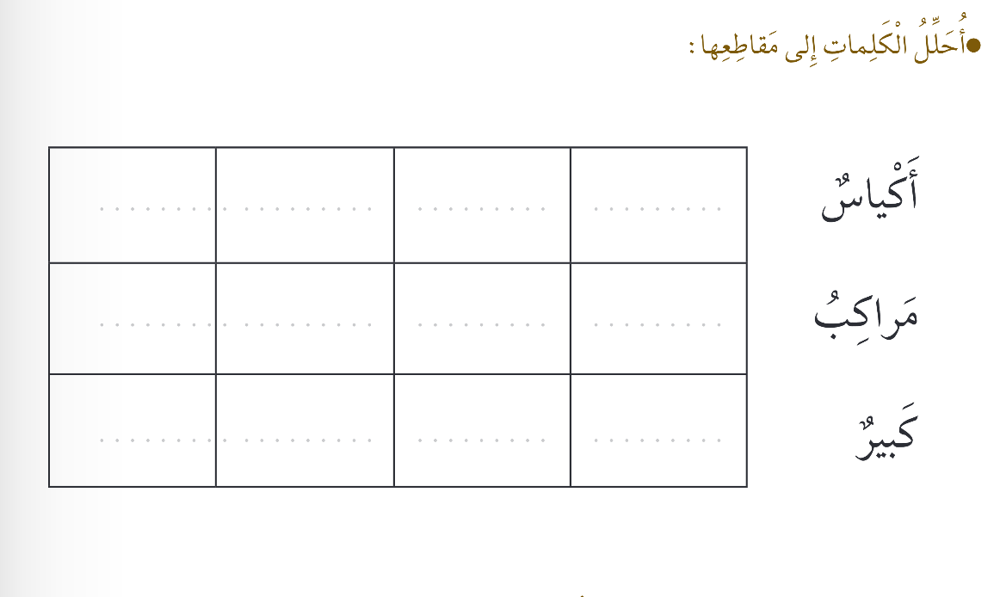 ●أُحَلِّلُ الْكَلِماتِ إِلى مَقاطِعِها :
أَكْياسٌ
مَراكِبُ
كَبيرٌ